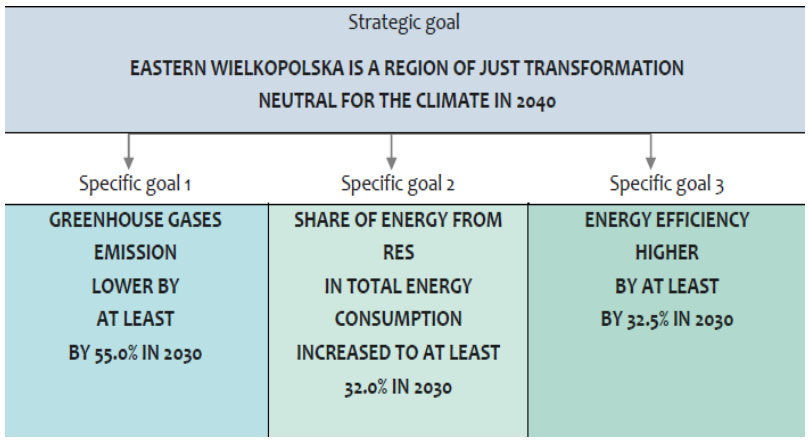 Strategic goal
EASTERN WIELKOPOLSKA IS A REGION OF JUST TRANSFORMATION
NEUTRAL FOR THE CLIMATE IN 2040
Specific goal 1
GREENHOUSE GASES
EMISSION
LOWER BY
AT LEAST
BY 55.0% IN 2030
Specific goal 2
SHARE OF ENERGY FROM
RES
IN TOTAL ENERGY
CONSUMPTION
INCREASED TO AT LEAST
32.0% IN 2030
Specific goal 3
ENERGY EFFICIENCY
HIGHER
BY AT LEAST
BY 32.5% IN 2030